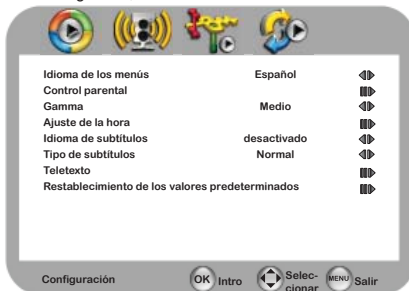 Idioma de los menús Español
Control parental
Gamma Medio
Ajuste de la hora
Idioma de subtítulos desactivado
Tipo de subtítulos Normal
Teletexto
Restablecimiento de los valores predeterminados
Configuración OK Intro Selec-cionar MENU Salir